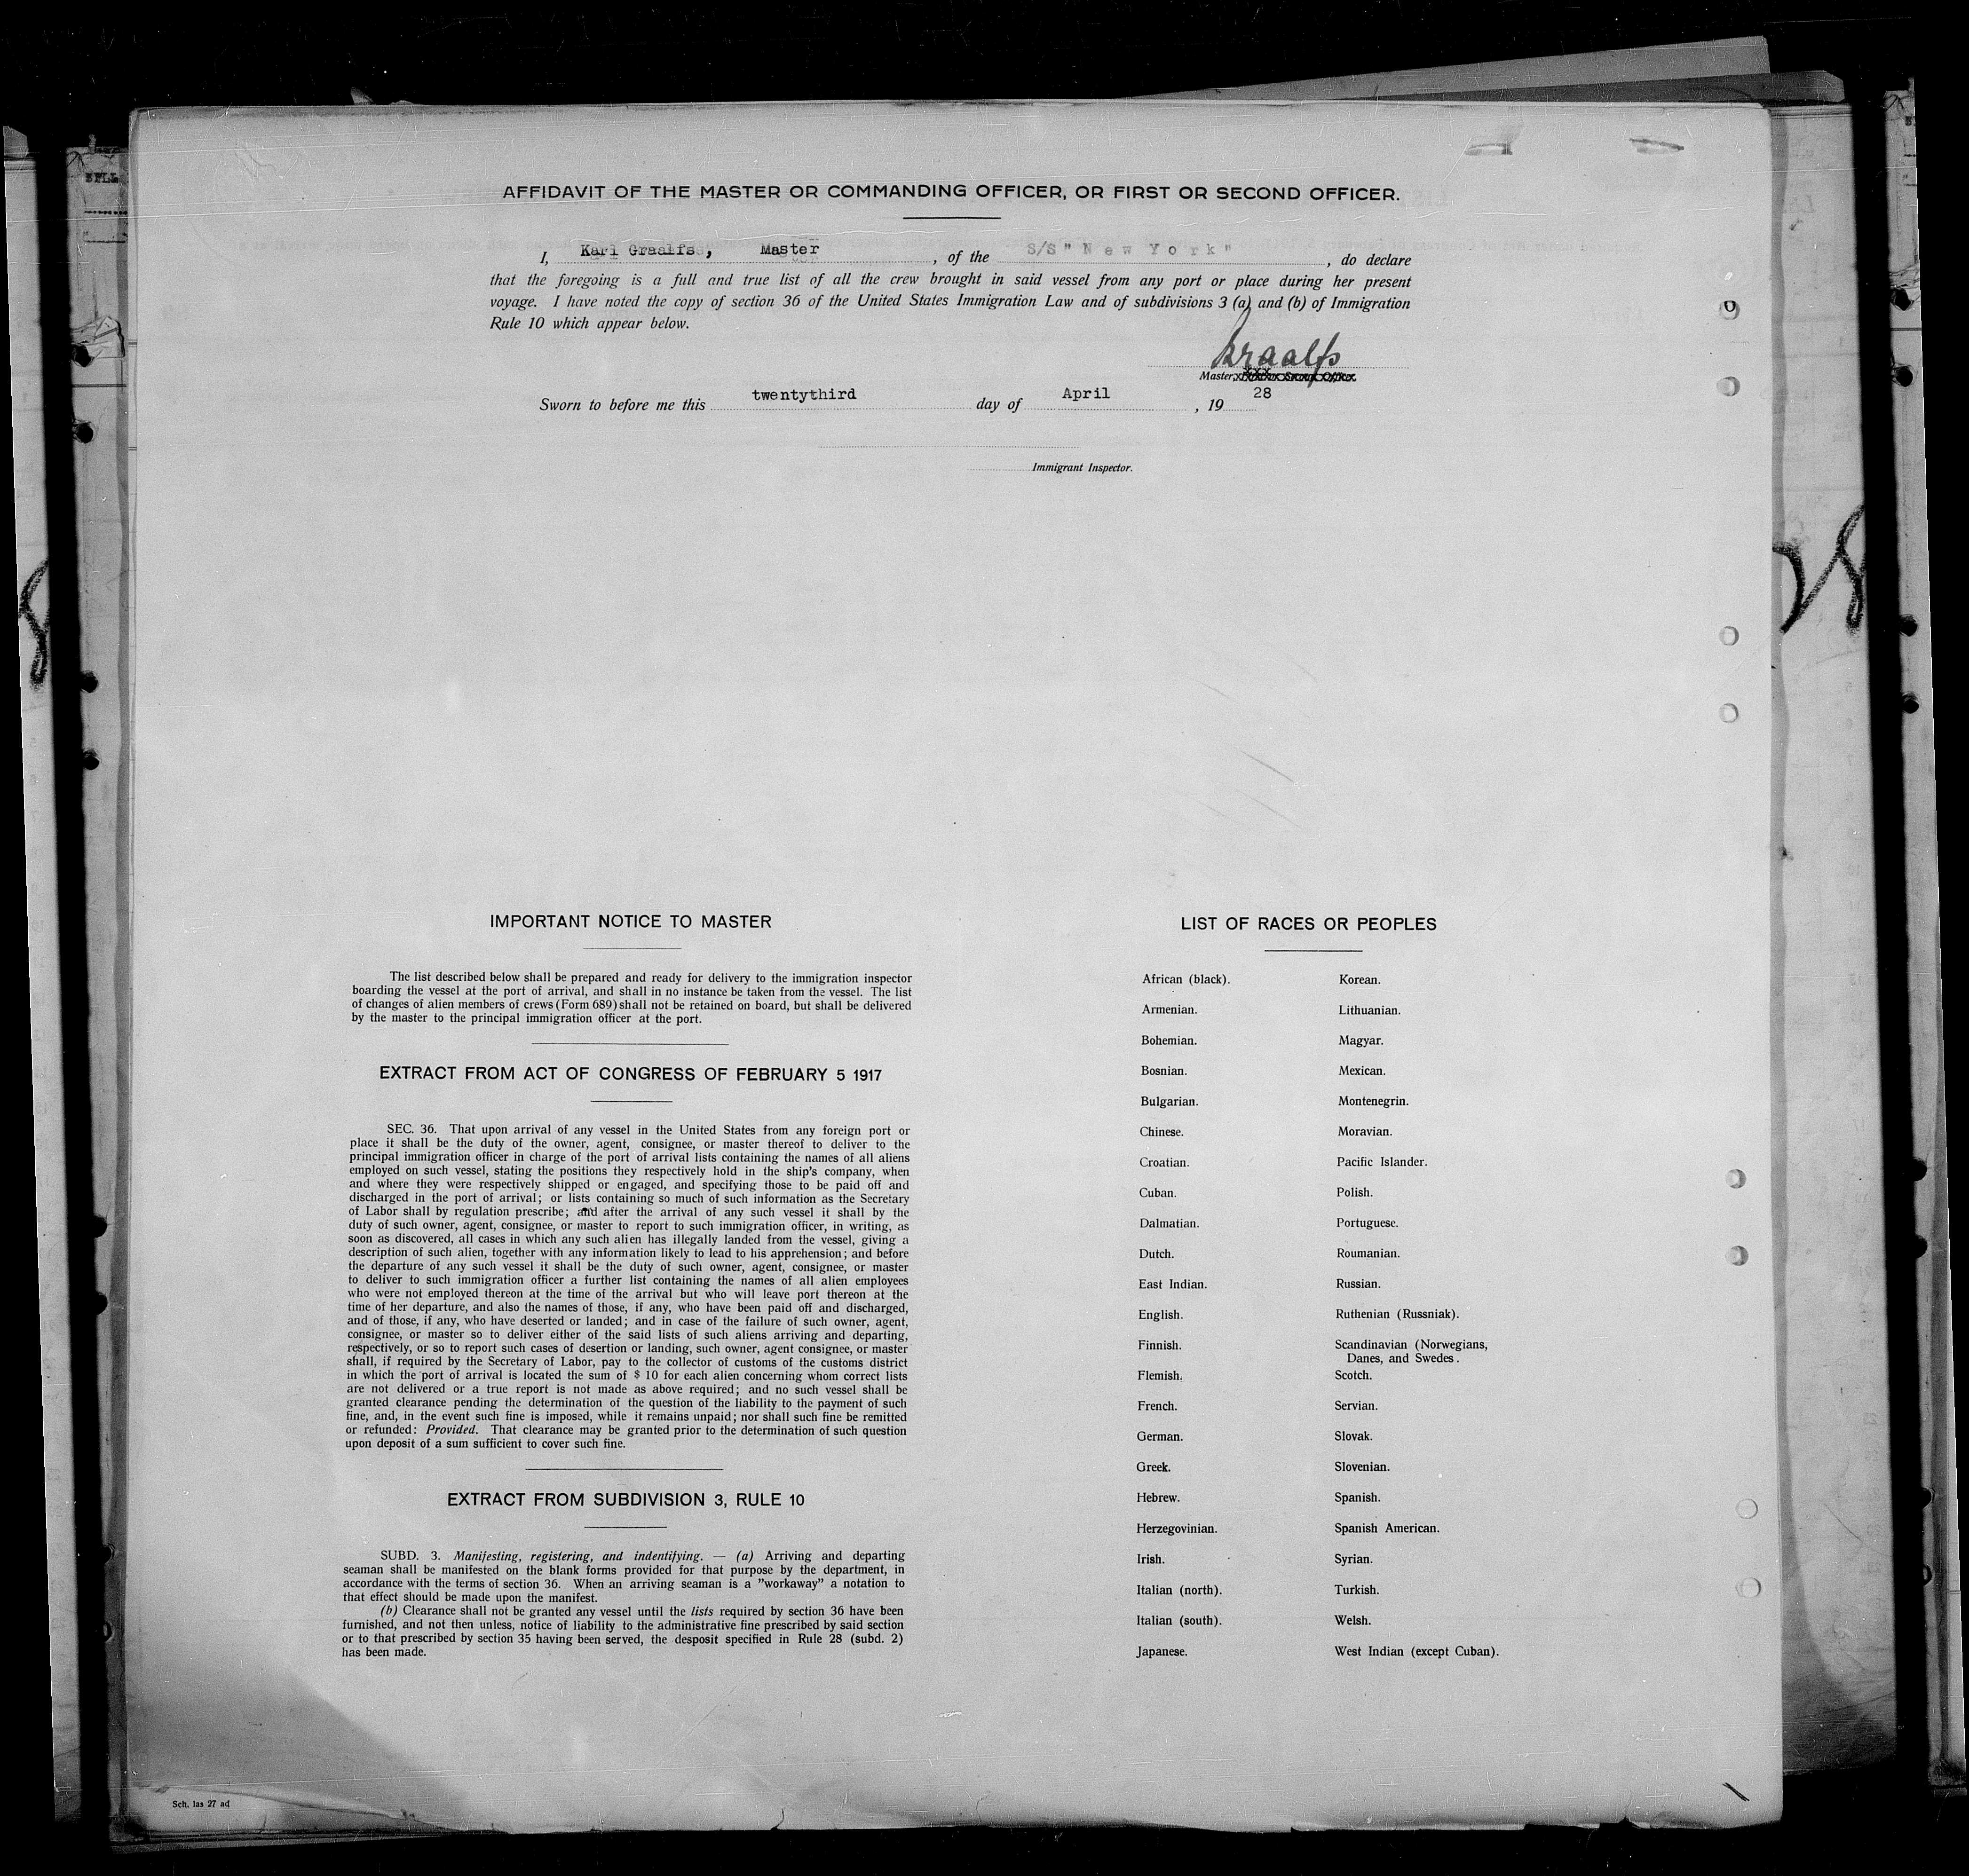 AFFIDAVIT OF THE MASTER OR COMMANDING OFFICER, OR FIRST OR SECOND OFFICER.
I, Karl Graalfs, Master, of the S/S "New York", do declare
that the foregoing is a full and true list of all the crew brought in said vessel from any port or place during her present
voyage. I have noted the copy of section 36 of the United States Immigration Law and of subdivisions 3 (a) and (b) of Immigration
Rule 10 which appear below.
Graalfs
Master,
Sworn to before me this twentythird day of April, 1928
Immigrant Inspector.
IMPORTANT NOTICE TO MASTER
The list described below shall be prepared and ready for delivery to the immigration inspector
boarding the vessel at the port of arrival, and shall in no instance be taken from the vessel. The list
of changes of alien members of crews (Form 689) shall not be retained on board, but shall be delivered
by the master to the principal immigration officer at the port.
EXTRACT FROM ACT OF CONGRESS OF FEBRUARY 5 1917
SEC. 36. That upon arrival of any vessel in the United States from any foreign port or
place it shall be the duty of the owner, agent, consignee, or master thereof to deliver to the
principal immigration officer in charge of the port of arrival lists containing the names of all aliens
employed on such vessel, stating the positions they respectively hold in the ship's company, when
and where they were respectively shipped or engaged, and specifying those to be paid off and
discharged in the port of arrival; or lists containing so much of such information as the Secretary
of Labor shall by regulation prescribe; and after the arrival of any such vessel it shall by the
duty of such owner, agent, consignee, or master to report to such immigration officer, in writing, as
soon as discovered, all cases in which any such alien has illegally landed from the vessel, giving a
description of such alien, together with any information likely to lead to his apprehension; and before
the departure of any such vessel it shall be the duty of such owner, agent, consignee, or master
to deliver to such immigration officer a further list containing the names of all alien employees
who were not employed thereon at the time of the arrival but who will leave port thereon at the
time of her departure, and also the names of those, if any, who have been paid off and discharged,
and of those, if any, who have deserted or landed; and in case of the failure of such owner, agent,
consignee, or master so to deliver either of the said lists of such aliens arriving and departing,
respectively, or so to report such cases of desertion or landing, such owner, agent consignee, or master
shall, if required by the Secretary of Labor, pay to the collector of customs of the customs district
in which the port of arrival is located the sum of $ 10 for each alien concerning whom correct lists
are not delivered or a true report is not made as above required; and no such vessel shall be
granted clearance pending the determination of the question of the liability to the payment of such
fine, and, in the event such fine is imposed, while it remains unpaid; nor shall such fine be remitted
or refunded: Provided. That clearance may be granted prior to the determination of such question
upon deposit of a sum sufficient to cover such fine.
EXTRACT FROM SUBDIVISION 3, RULE 10
SUBD. 3. Manifesting, registering, and indentifying. — (a) Arriving and departing
seaman shall be manifested on the blank forms provided for that purpose by the department, in
accordance with the terms of section 36. When an arriving seaman is a "workaway" a notation to
that effect should be made upon the manifest.
(b) Clearance shall not be granted any vessel until the lists required by section 36 have been
furnished, and not then unless, notice of liability to the administrative fine prescribed by said section
or to that prescribed by section 35 having been served, the desposit specified in Rule 28 (subd. 2)
has been made.
LIST OF RACES OR PEOPLES
African (black).
Armenian.
Bohemian.
Bosnian.
Bulgarian.
Chinese.
Croatian.
Cuban.
Dalmatian.
Dutch.
East Indian.
English.
Finnish.
Flemish.
French.
German.
Greek.
Hebrew.
Herzegovinian.
Irish.
Italian (north).
Italian (south).
Japanese.
Korean.
Lithuanian.
Magyar.
Mexican.
Montenegrin.
Moravian.
Pacific Islander.
Polish.
Portuguese.
Roumanian.
Russian.
Ruthenian (Russniak).
Scandinavian (Norwegians,
Danes, and Swedes.
Scotch.
Servian.
Slovak.
Slovenian.
Spanish.
Spanish American.
Syrian.
Turkish.
Welsh.
West Indian (except Cuban).
Sch. las 27 ad